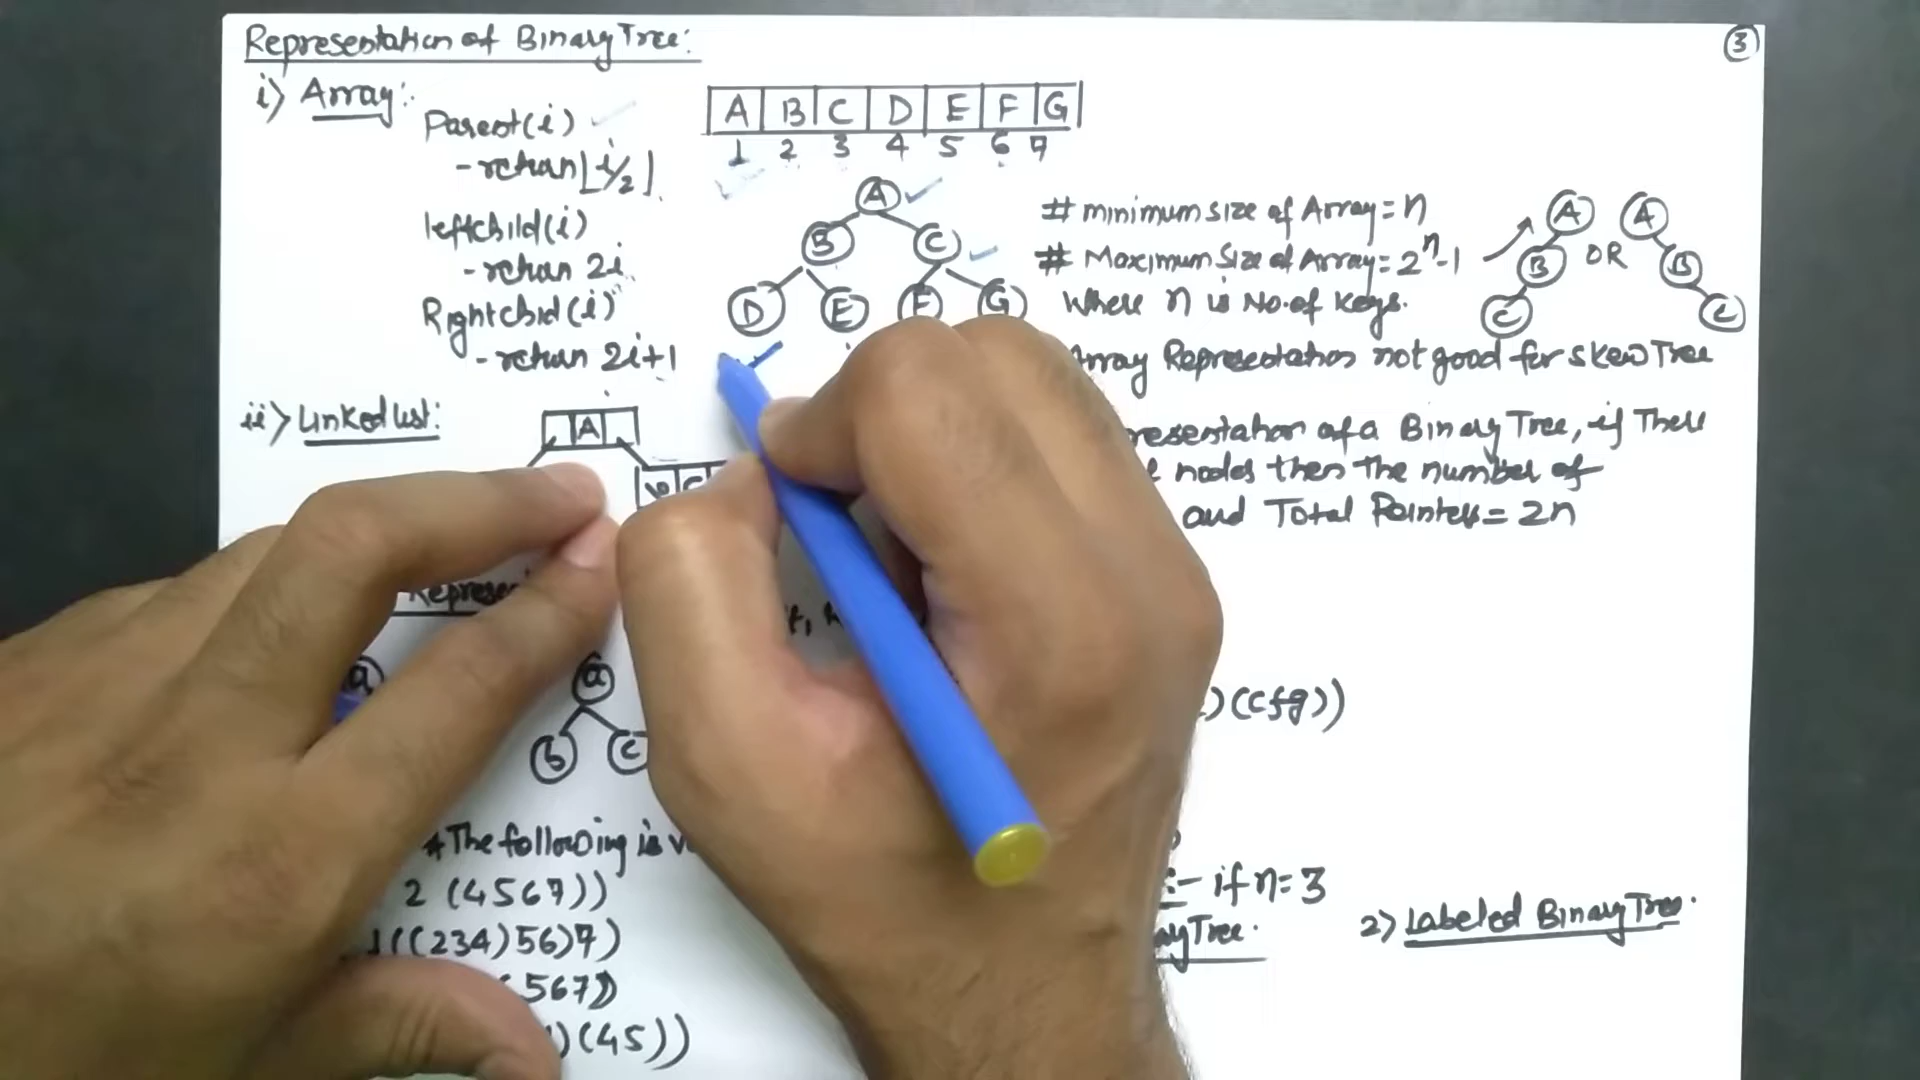 Representation of Binary Tree:
3
i) Array:
Parent(i)
- return ⌊i/2⌋
leftchild(i)
- return 2i
Rightchid(i)
- return 2i+1
A B C D E F G
1 2 3 4 5 6 7
A
B C
D E F G
# minimum size of Array = n
# Maximum Size of Array = 2^n - 1
where n is No. of keys.
A
B
C
OR
A
B
C
Array Representation not good for skew Tree
ii) Linked list:
A
C
of a Binary Tree, if There
nodes then the number of
and Total Pointers = 2n
a
a
b c
)(cfg))
*The following is
2 (4567))
1((234)56)7)
567))
)(45))
:- if n=3
Tree.
2) Labeled Binary Tree.